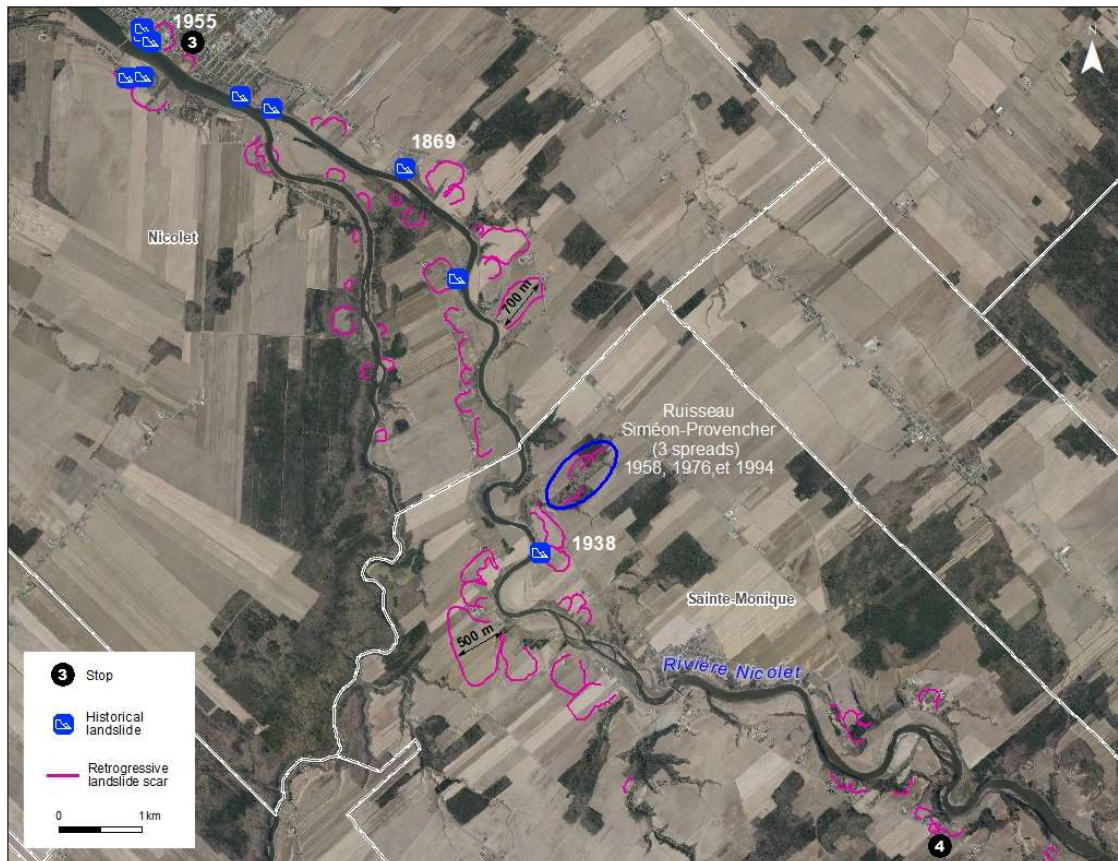 1955
3
N
1869
Nicolet
700 m
Ruisseau
Siméon-Provencher
(3 spreads)
1958, 1976,et 1994
1938
Sainte-Monique
500 m
Rivière Nicolet
3 Stop
Historical
landslide
Retrogressive
landslide scar
0 1 km
4